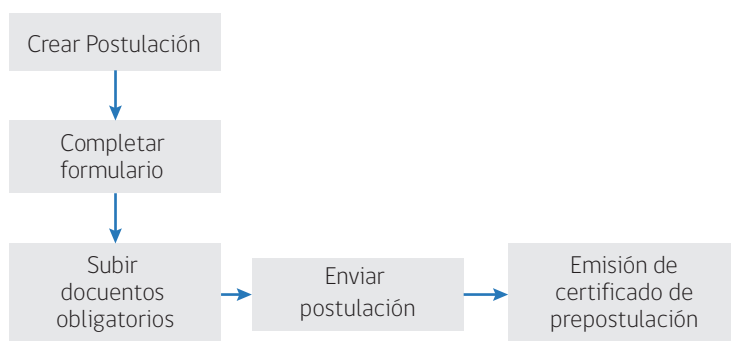 Crear Postulación
Completar
formulario
Subir
docuentos
obligatorios
Enviar
postulación
Emisión de
certificado de
prepostulación